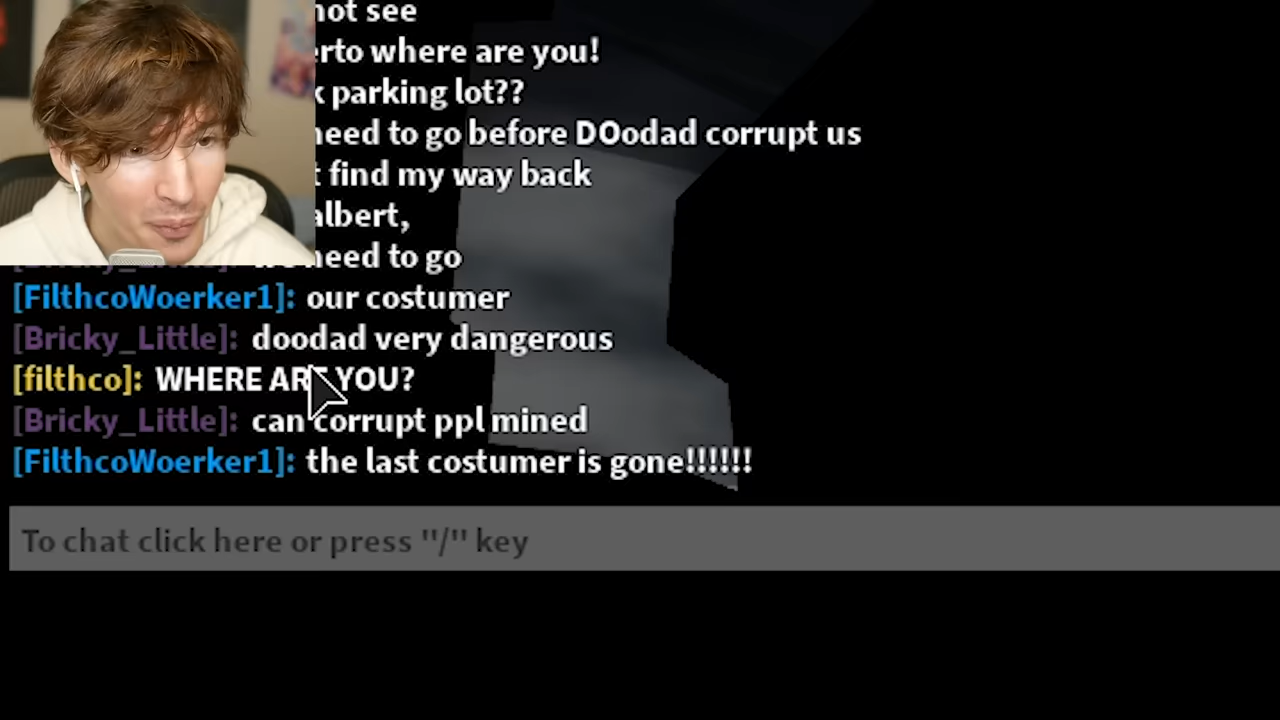 not see
erto where are you!
k parking lot??
need to go before DOodad corrupt us
t find my way back
albert,
need to go
[FilthcoWoerker1]: our costumer
[Bricky_Little]: doodad very dangerous
[filthco]: WHERE ARE YOU?
[Bricky_Little]: can corrupt ppl mined
[FilthcoWoerker1]: the last costumer is gone!!!!!!
To chat click here or press "/" key